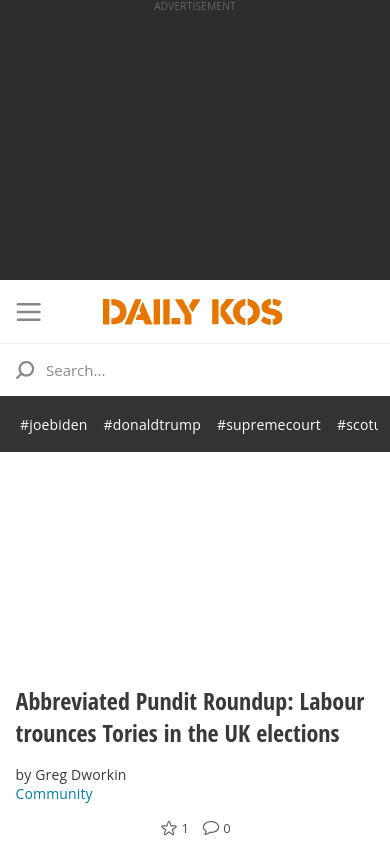 ADVERTISEMENT
DAILY KOS
Search...
#joebiden #donaldtrump #supremecourt
Abbreviated Pundit Roundup: Labour
trounces Tories in the UK elections
by Greg Dworkin
Community
1 0